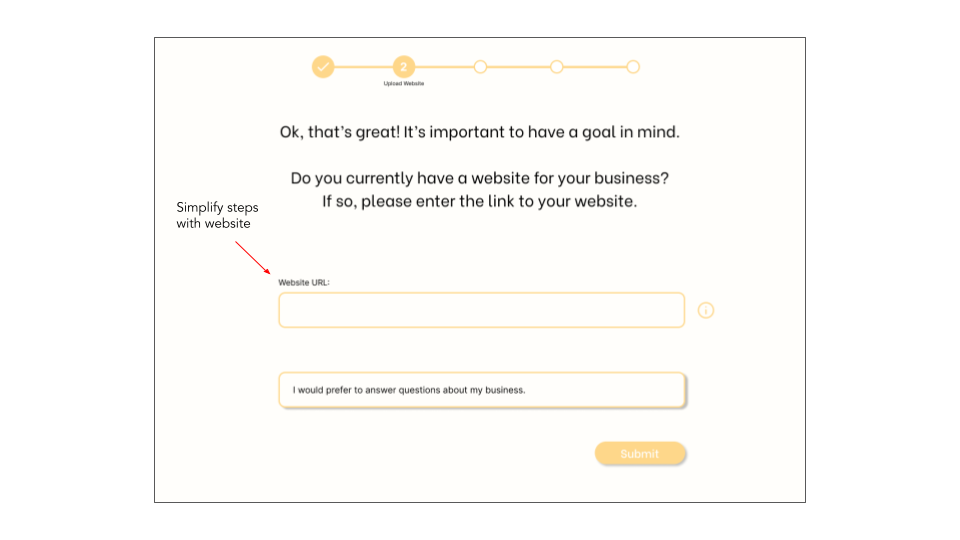 2
Upload Website
Ok, that's great! It's important to have a goal in mind.
Do you currently have a website for your business?
If so, please enter the link to your website.
Simplify steps
with website
Website URL:
i
I would prefer to answer questions about my business.
Submit